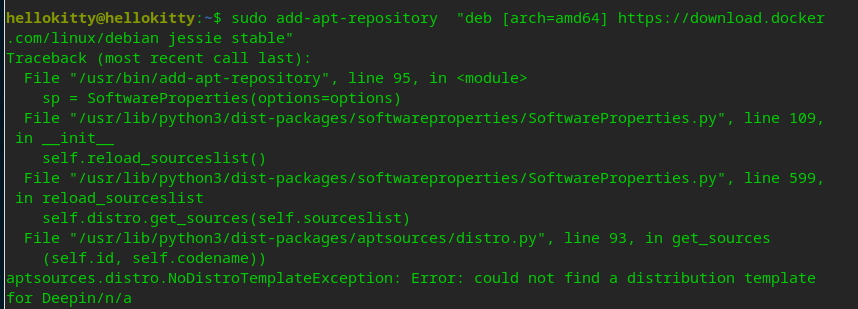 hellokitty@hellokitty:~$ sudo add-apt-repository  "deb [arch=amd64] https://download.docker
.com/linux/debian jessie stable"
Traceback (most recent call last):
  File "/usr/bin/add-apt-repository", line 95, in <module>
    sp = SoftwareProperties(options=options)
  File "/usr/lib/python3/dist-packages/softwareproperties/SoftwareProperties.py", line 109,
 in __init__
    self.reload_sourceslist()
  File "/usr/lib/python3/dist-packages/softwareproperties/SoftwareProperties.py", line 599,
 in reload_sourceslist
    self.distro.get_sources(self.sourceslist)
  File "/usr/lib/python3/dist-packages/aptsources/distro.py", line 93, in get_sources
    (self.id, self.codename))
aptsources.distro.NoDistroTemplateException: Error: could not find a distribution template
for Deepin/n/a